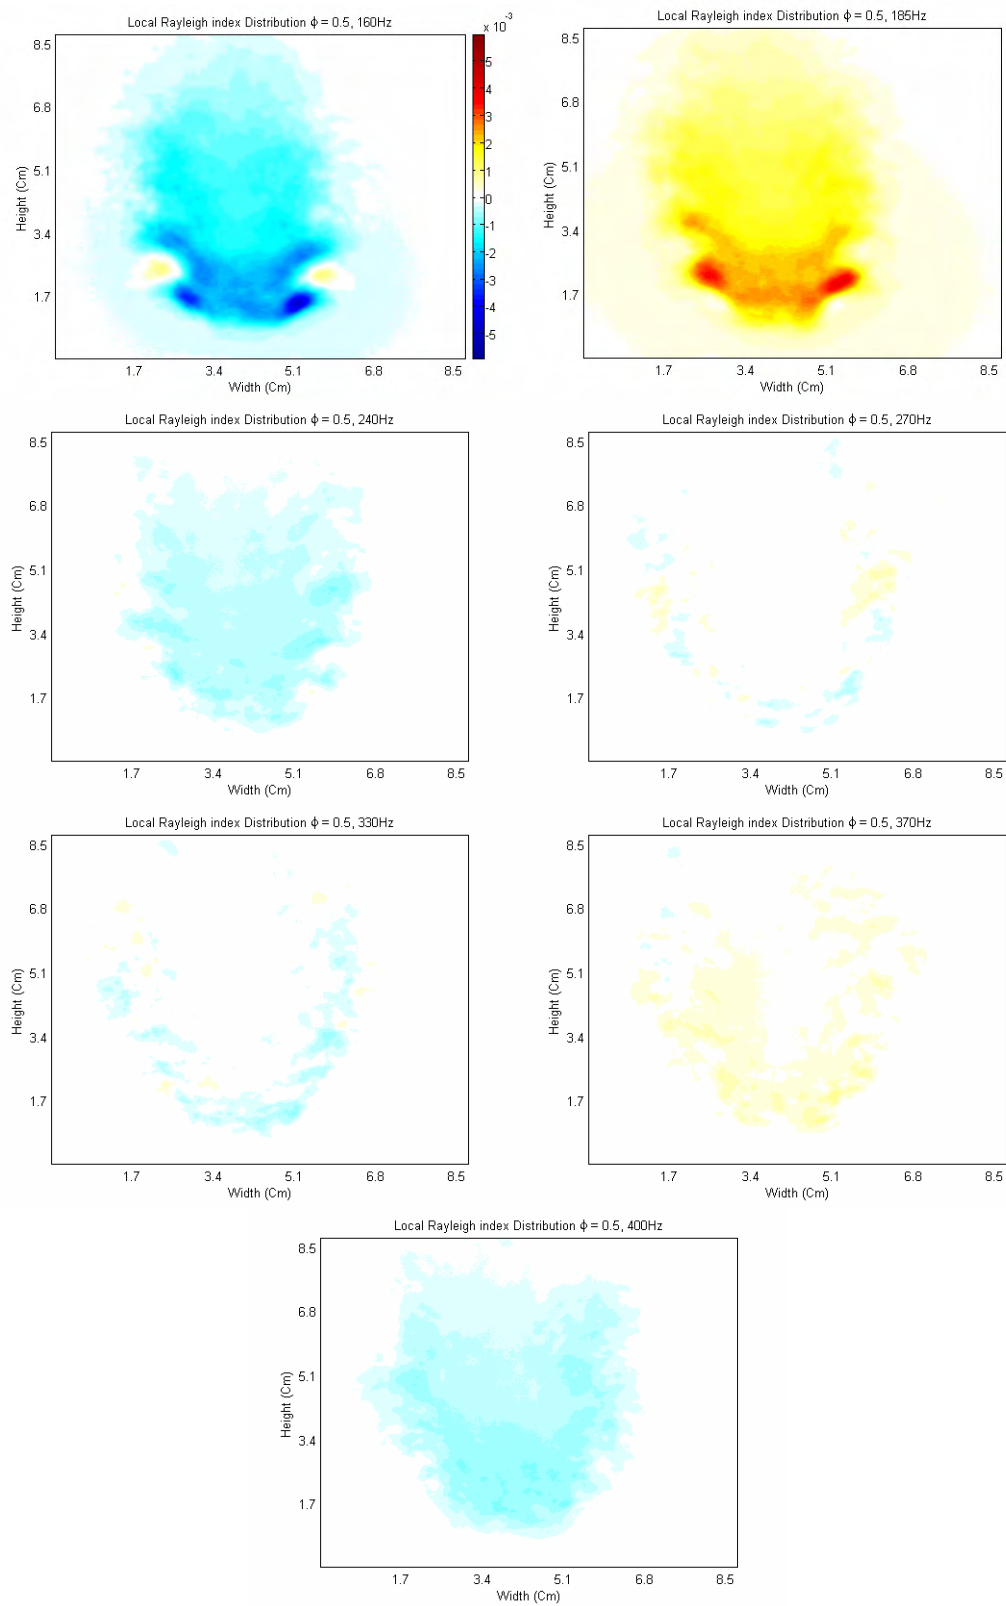 Local Rayleigh index Distribution ϕ = 0.5, 160Hz
x 10⁻³
8.5
6.8
5.1
3.4
1.7
Height (Cm)
5
4
3
2
1
0
-1
-2
-3
-4
-5
1.7 3.4 5.1 6.8 8.5
Width (Cm)
Local Rayleigh index Distribution ϕ = 0.5, 185Hz
8.5
6.8
5.1
3.4
1.7
Height (Cm)
1.7 3.4 5.1 6.8 8.5
Width (Cm)
Local Rayleigh index Distribution ϕ = 0.5, 240Hz
8.5
6.8
5.1
3.4
1.7
Height (Cm)
1.7 3.4 5.1 6.8 8.5
Width (Cm)
Local Rayleigh index Distribution ϕ = 0.5, 270Hz
8.5
6.8
5.1
3.4
1.7
Height (Cm)
1.7 3.4 5.1 6.8 8.5
Width (Cm)
Local Rayleigh index Distribution ϕ = 0.5, 330Hz
8.5
6.8
5.1
3.4
1.7
Height (Cm)
1.7 3.4 5.1 6.8 8.5
Width (Cm)
Local Rayleigh index Distribution ϕ = 0.5, 370Hz
8.5
6.8
5.1
3.4
1.7
Height (Cm)
1.7 3.4 5.1 6.8 8.5
Width (Cm)
Local Rayleigh index Distribution ϕ = 0.5, 400Hz
8.5
6.8
5.1
3.4
1.7
Height (Cm)
1.7 3.4 5.1 6.8 8.5
Width (Cm)